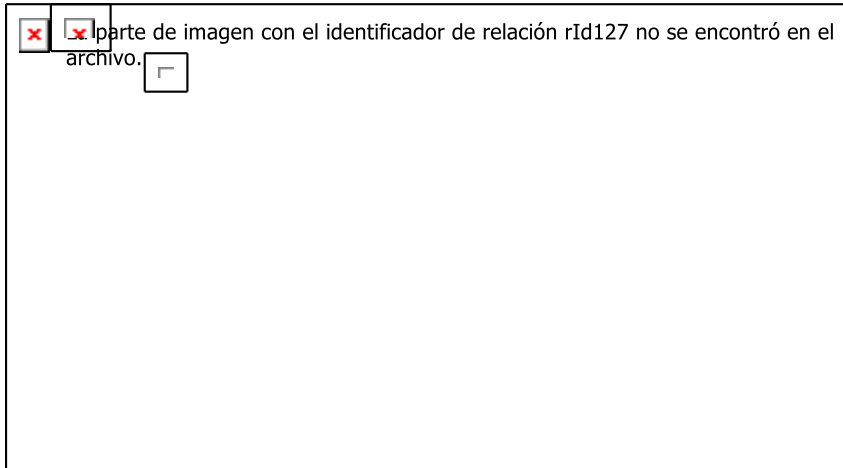 parte de imagen con el identificador de relación rId127 no se encontró en el
archivo.